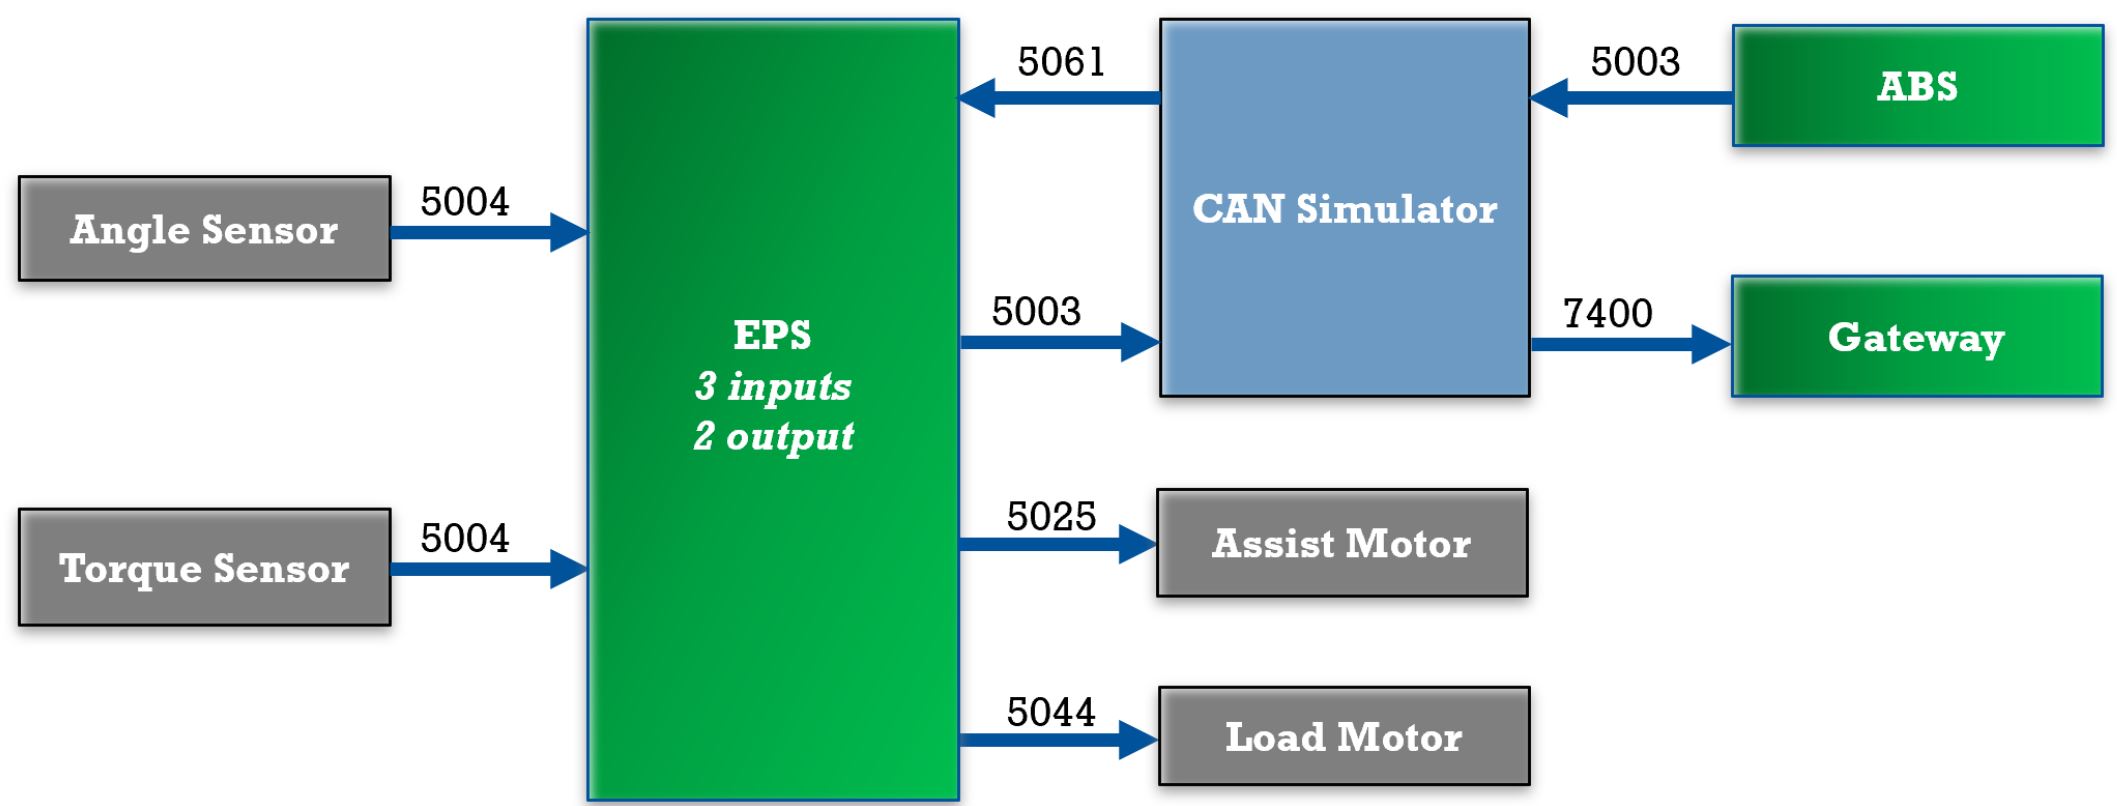 5061
5003
ABS
Angle Sensor
5004
CAN Simulator
EPS
3 inputs
2 output
5003
7400
Gateway
Torque Sensor
5004
5025
Assist Motor
5044
Load Motor